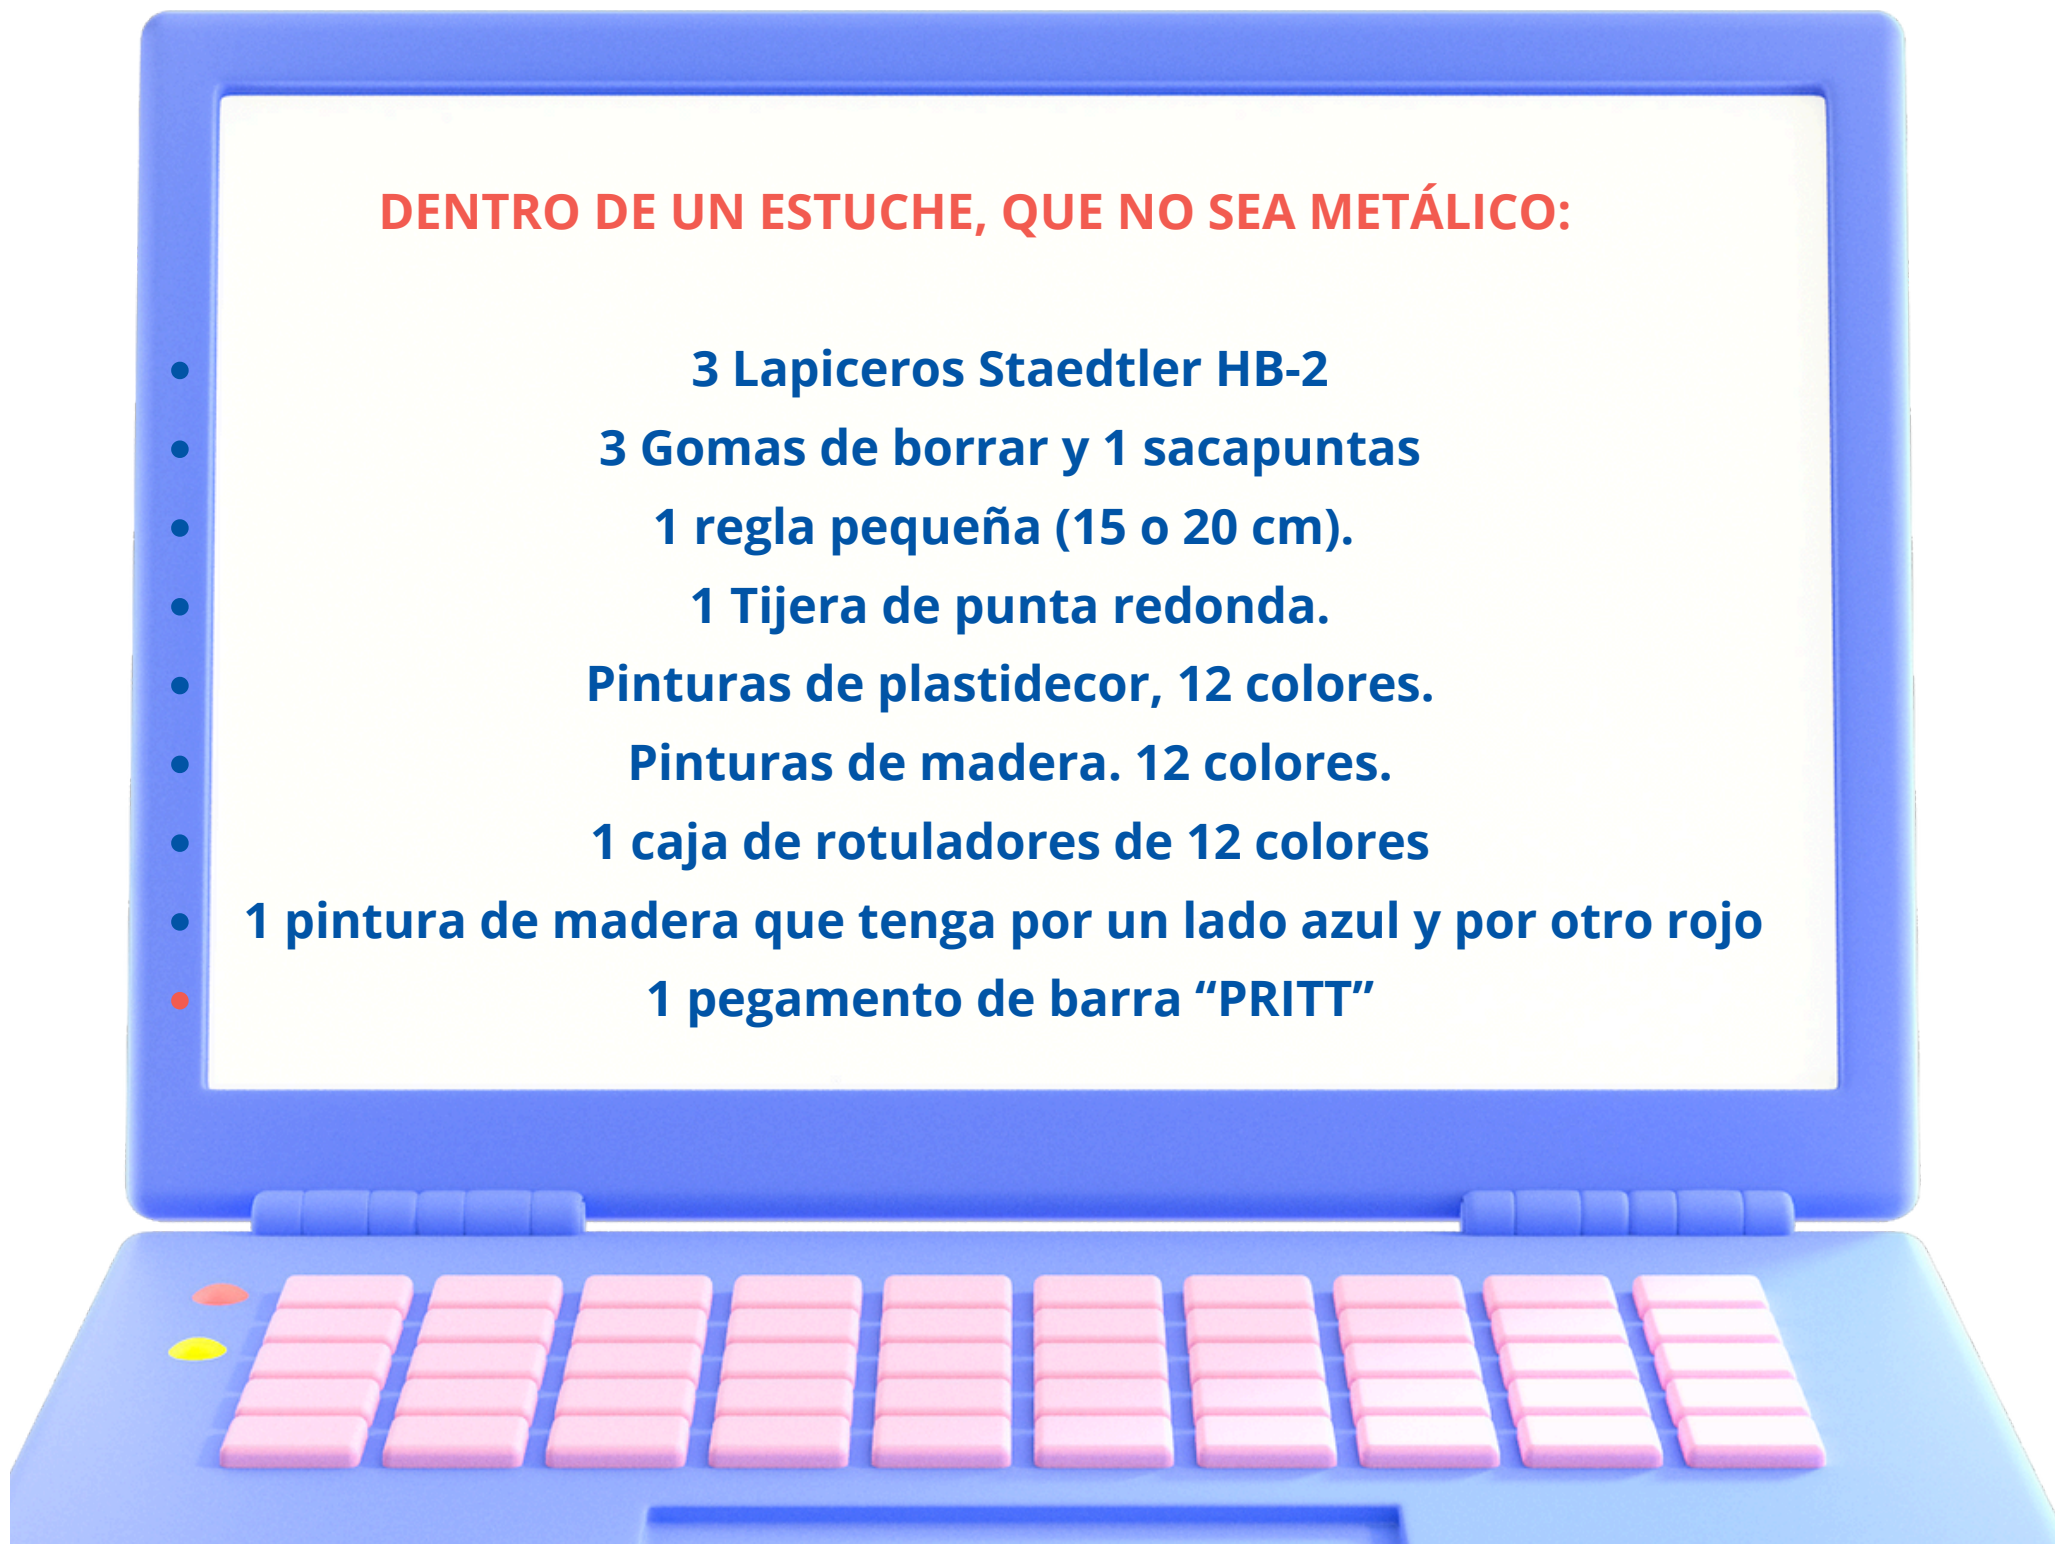 DENTRO DE UN ESTUCHE, QUE NO SEA METÁLICO:
• 3 Lapiceros Staedtler HB-2
• 3 Gomas de borrar y 1 sacapuntas
• 1 regla pequeña (15 o 20 cm).
• 1 Tijera de punta redonda.
• Pinturas de plastidecor, 12 colores.
• Pinturas de madera. 12 colores.
• 1 caja de rotuladores de 12 colores
• 1 pintura de madera que tenga por un lado azul y por otro rojo
• 1 pegamento de barra “PRITT”